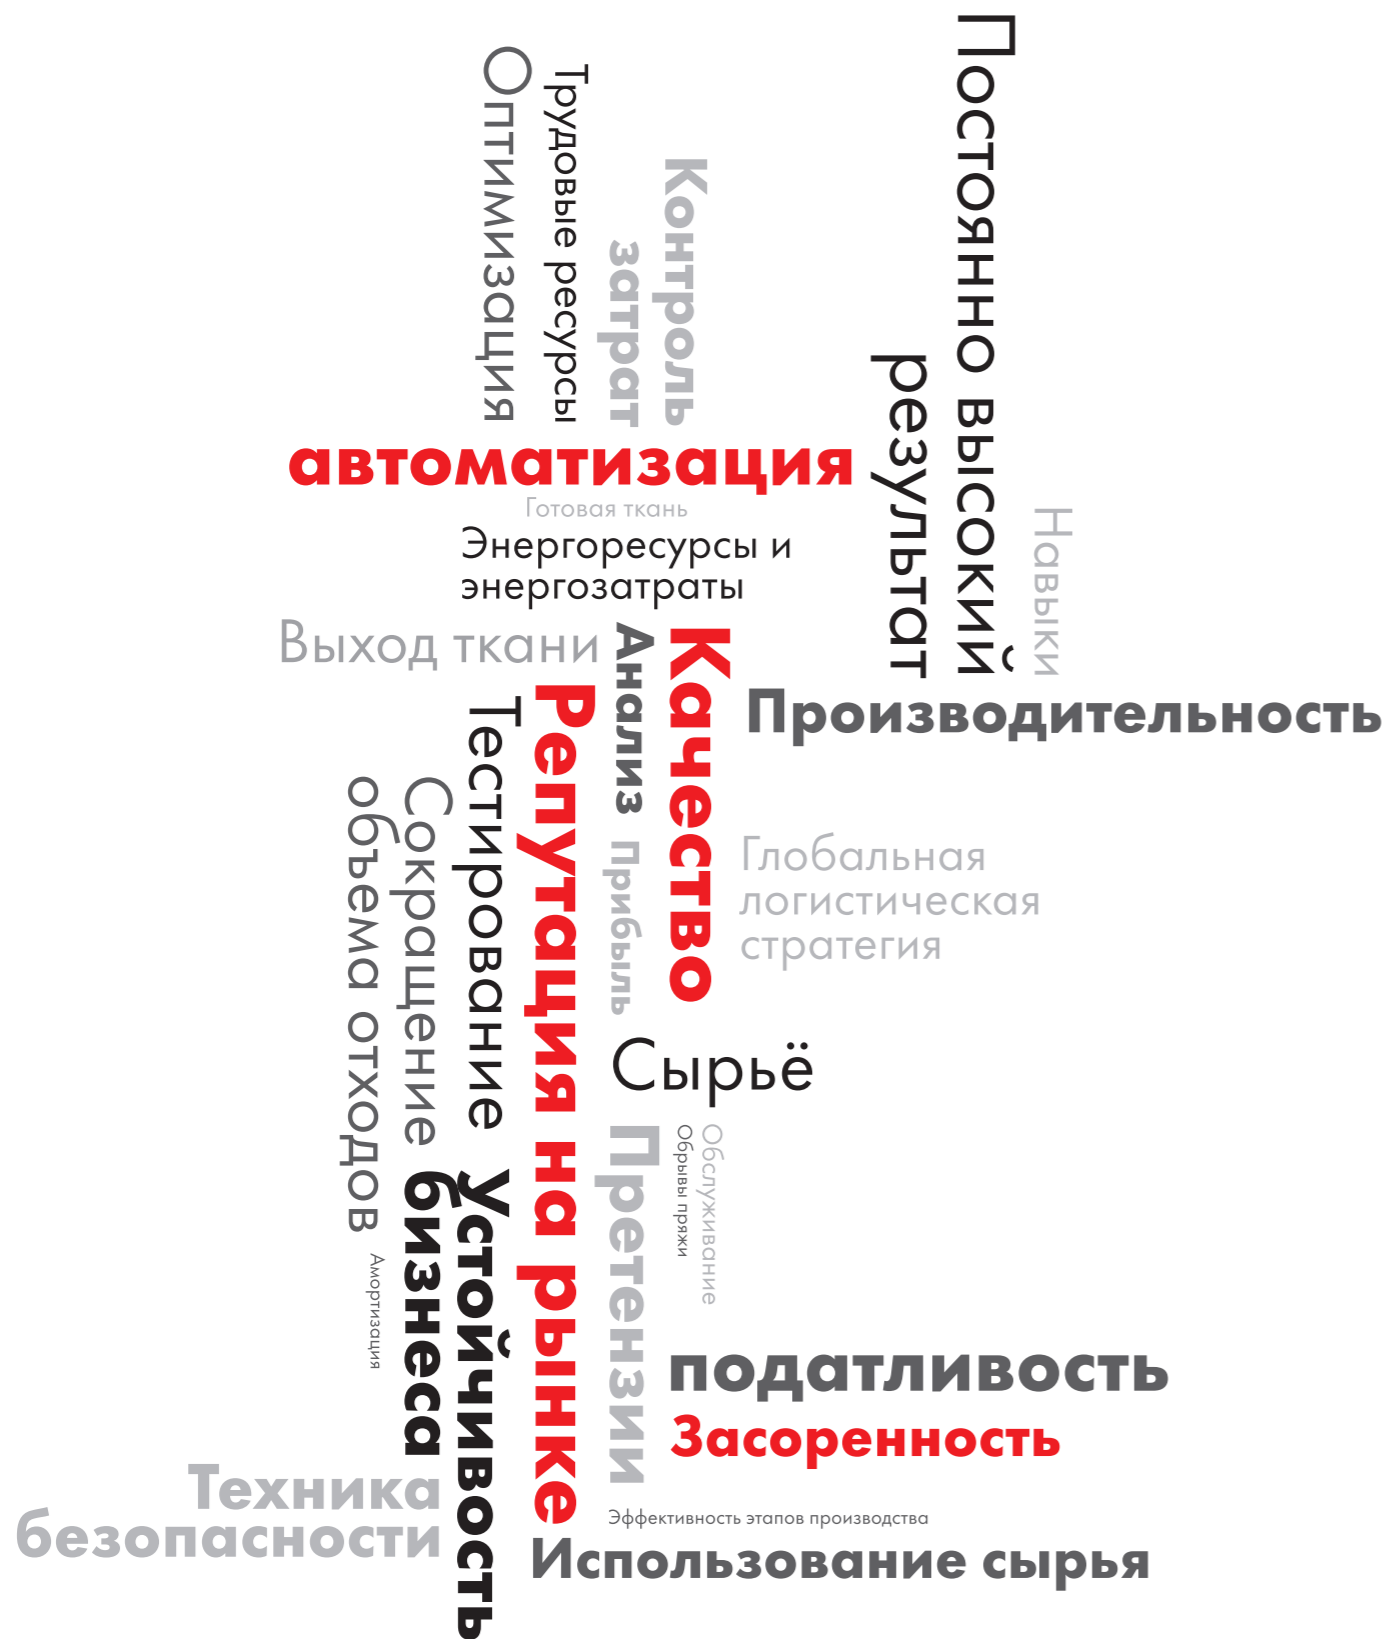 Оптимизация
Трудовые ресурсы
Контроль
затрат
Постоянно высокий
результат
автоматизация
Готовая ткань
Энергоресурсы и
энергозатраты
Навыки
Выход ткани
Анализ
Качество
Производительность
Репутация на рынке
Тестирование
Сокращение
объема отходов
Прибыль
Глобальная
логистическая
стратегия
Сырьё
Претензии
Обрывы пряжи
Обслуживание
Устойчивость
бизнеса
Амортизация
податливость
Засоренность
Техника
безопасности
Эффективность этапов производства
Использование сырья